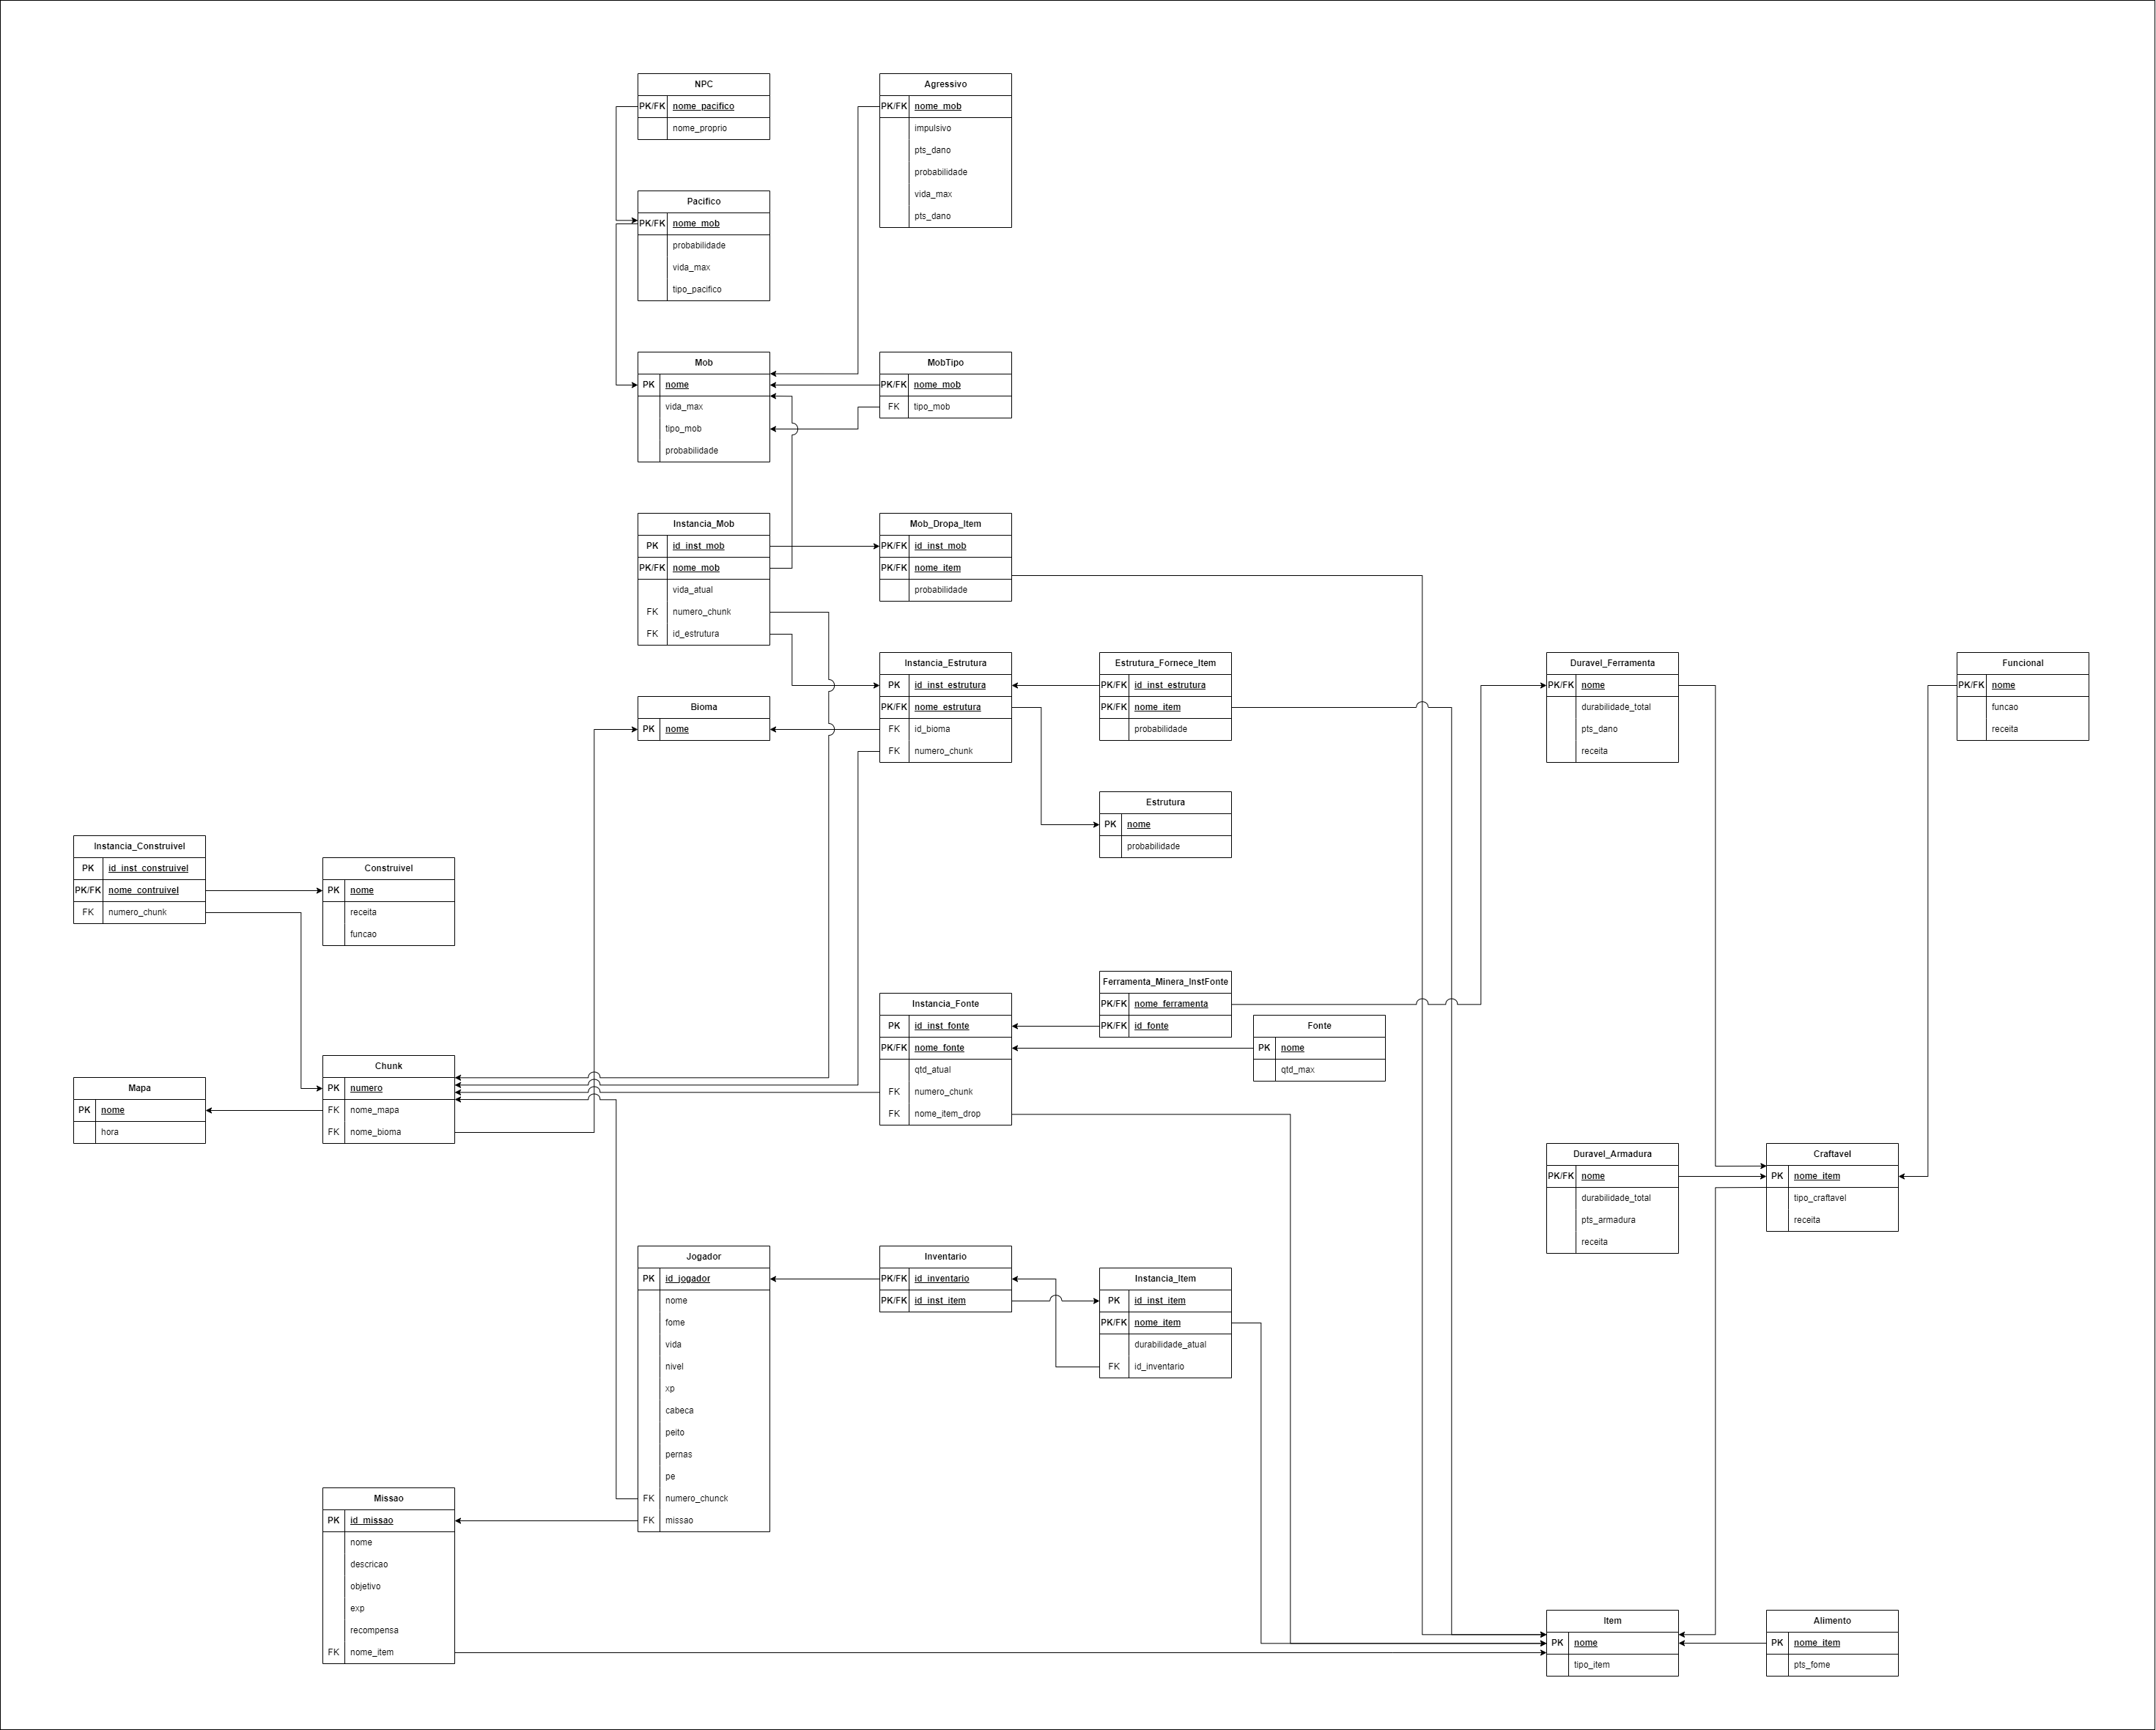 NPC
PK/FK nome_pacifico
nome_proprio
Agressivo
PK/FK nome_mob
impulsivo
pts_dano
probabilidade
vida_max
pts_dano
Pacifico
PK/FK nome_mob
probabilidade
vida_max
tipo_pacifico
Mob
PK nome
vida_max
tipo_mob
probabilidade
MobTipo
PK/FK nome_mob
FK tipo_mob
Instancia_Mob
PK id_inst_mob
PK/FK nome_mob
vida_atual
FK numero_chunk
FK id_estrutura
Mob_Dropa_Item
PK/FK id_inst_mob
PK/FK nome_item
probabilidade
Bioma
PK nome
Instancia_Estrutura
PK id_inst_estrutura
PK/FK nome_estrutura
FK id_bioma
FK numero_chunk
Estrutura_Fornece_Item
PK/FK id_inst_estrutura
PK/FK nome_item
probabilidade
Duravel_Ferramenta
PK/FK nome
durabilidade_total
pts_dano
receita
Funcional
PK/FK nome
funcao
receita
Estrutura
PK nome
probabilidade
Instancia_Construivel
PK id_inst_construivel
PK/FK nome_contruivel
FK numero_chunk
Construivel
PK nome
receita
funcao
Instancia_Fonte
PK id_inst_fonte
PK/FK nome_fonte
qtd_atual
FK numero_chunk
FK nome_item_drop
Ferramenta_Minera_InstFonte
PK/FK nome_ferramenta
PK/FK id_fonte
Fonte
PK nome
qtd_max
Mapa
PK nome
hora
Chunk
PK numero
FK nome_mapa
FK nome_bioma
Duravel_Armadura
PK/FK nome
durabilidade_total
pts_armadura
receita
Craftavel
PK nome_item
tipo_craftavel
receita
Jogador
PK id_jogador
nome
fome
vida
nivel
xp
cabeca
peito
pernas
pe
FK numero_chunck
FK missao
Inventario
PK/FK id_inventario
PK/FK id_inst_item
Instancia_Item
PK id_inst_item
PK/FK nome_item
durabilidade_atual
FK id_inventario
Missao
PK id_missao
nome
descricao
objetivo
exp
recompensa
FK nome_item
Item
PK nome
tipo_item
Alimento
PK nome_item
pts_fome